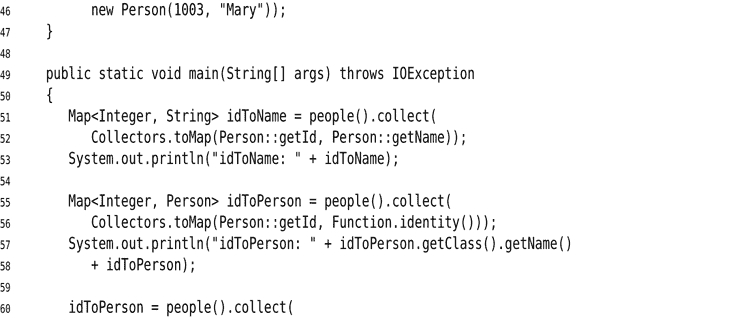 46 new Person(1003, "Mary"));
47 }
48
49 public static void main(String[] args) throws IOException
50 {
51 Map<Integer, String> idToName = people().collect(
52 Collectors.toMap(Person::getId, Person::getName));
53 System.out.println("idToName: " + idToName);
54
55 Map<Integer, Person> idToPerson = people().collect(
56 Collectors.toMap(Person::getId, Function.identity()));
57 System.out.println("idToPerson: " + idToPerson.getClass().getName()
58 + idToPerson);
59
60 idToPerson = people().collect(